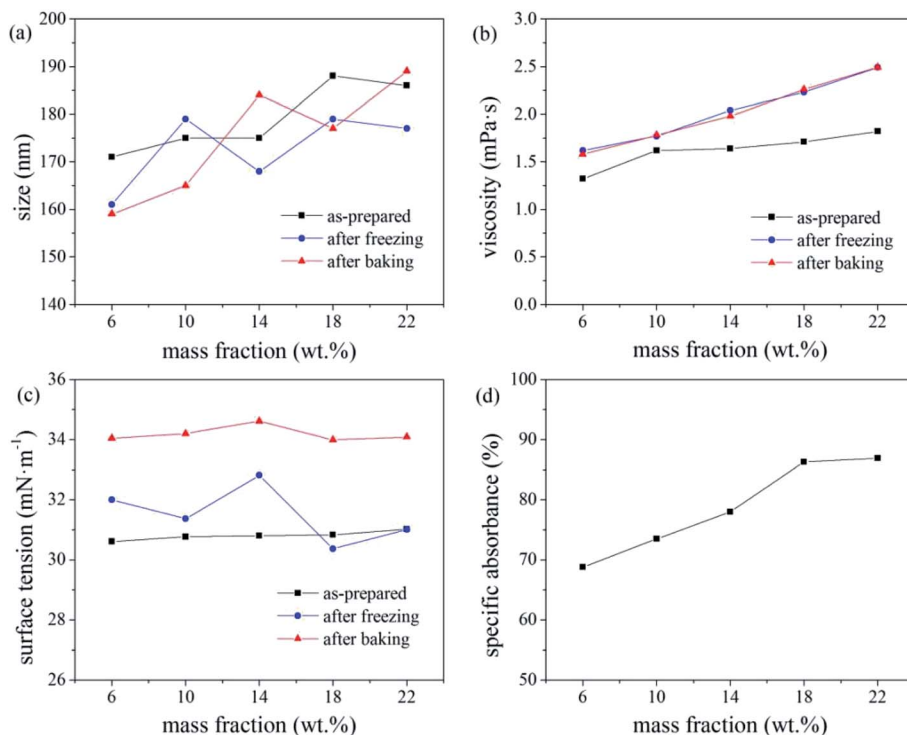 (a)
200
190
180
170
160
150
140
size (nm)
as-prepared
after freezing
after baking
6 10 14 18 22
mass fraction (wt.%)
(b)
3.0
2.5
2.0
1.5
1.0
0.5
0.0
viscosity (mPa·s)
as-prepared
after freezing
after baking
6 10 14 18 22
mass fraction (wt.%)
(c)
36
34
32
30
28
26
surface tension (mN·m⁻¹)
as-prepared
after freezing
after baking
6 10 14 18 22
mass fraction (wt.%)
(d)
100
90
80
70
60
50
specific absorbance (%)
6 10 14 18 22
mass fraction (wt.%)